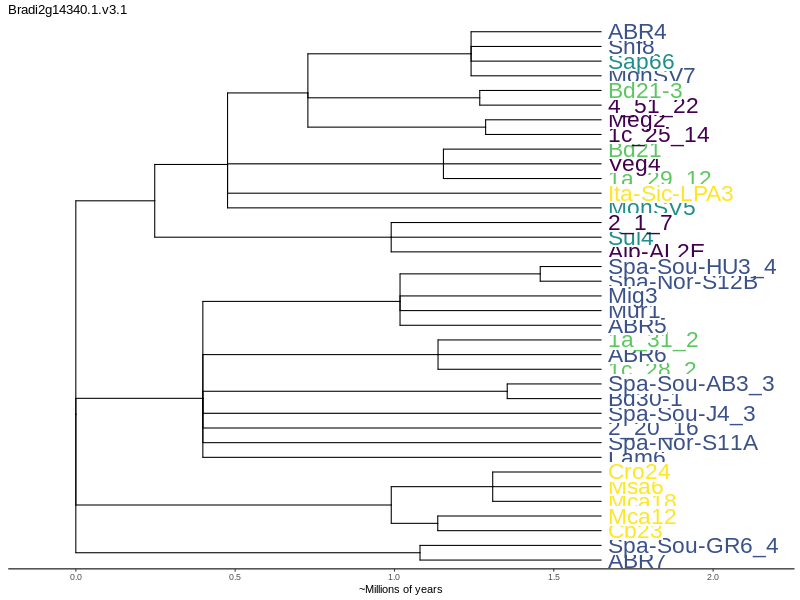 Bradi2g14340.1.v3.1
ABR4
Snf8
Sap66
MonSV7
Bd21-3
4_51_22
Meg2
1c_25_14
Bd21
Veg4
1a_29_12
Ita-Sic-LPA3
MonSV5
2_1_7
Sul4
Alp-AL2F
Spa-Sou-HU3_4
Spa-Nor-S12B
Mig3
Mur1
ABR5
1a_31_2
ABR6
1c_28_2
Spa-Sou-AB3_3
Bd30-1
Spa-Sou-J4_3
2_20_16
Spa-Nor-S11A
Lam6
Cro24
Msa6
Mca18
Mca12
Cb23
Spa-Sou-GR6_4
ABR7
0.0 0.5 1.0 1.5 2.0
~Millions of years